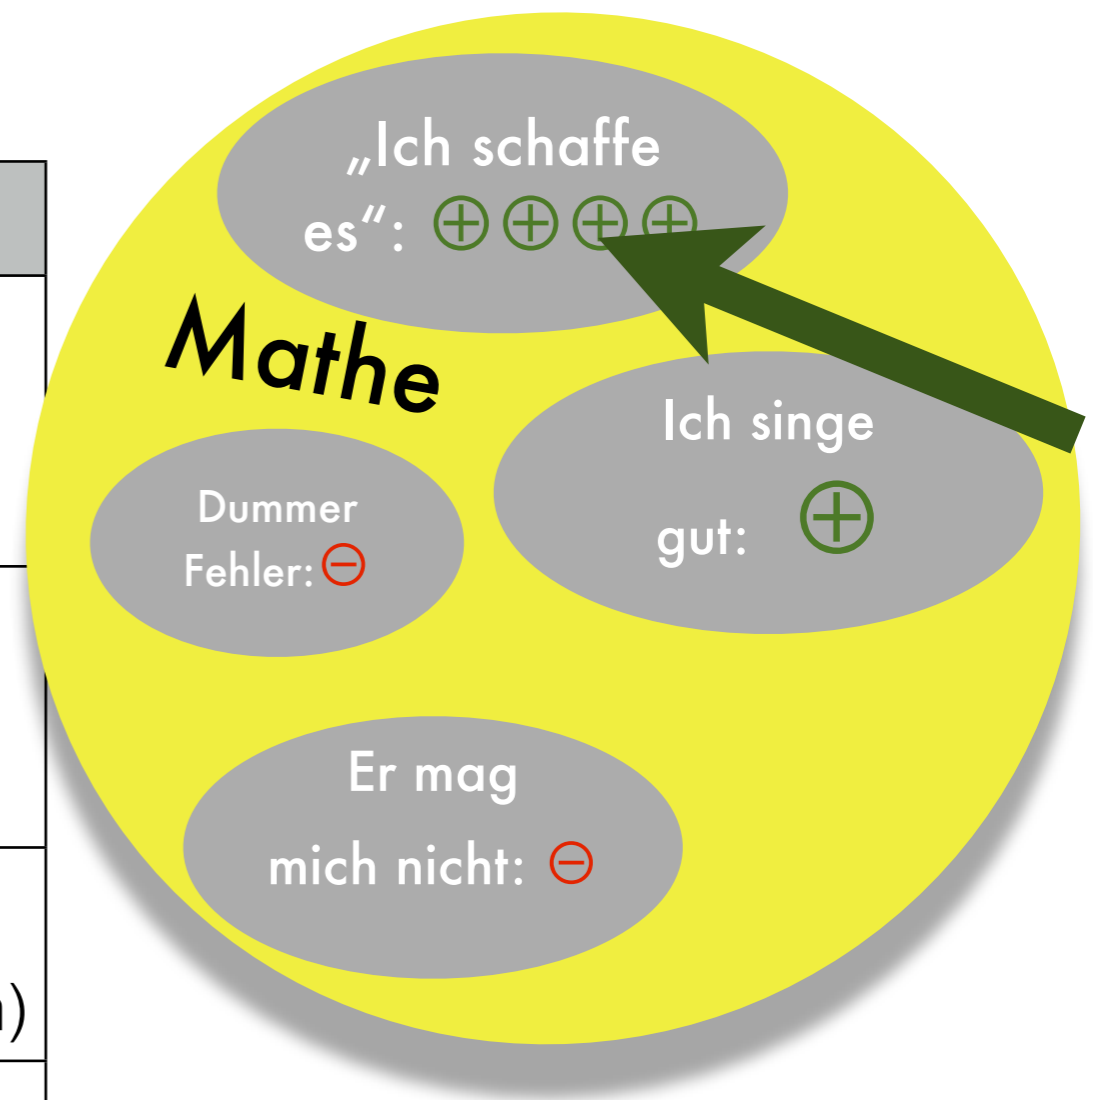 „Ich schaffe
es“: ⊕ ⊕ ⊕ ⊕
Mathe
Ich singe
gut: ⊕
Dummer
Fehler: ⊖
Er mag
mich nicht: ⊖
)